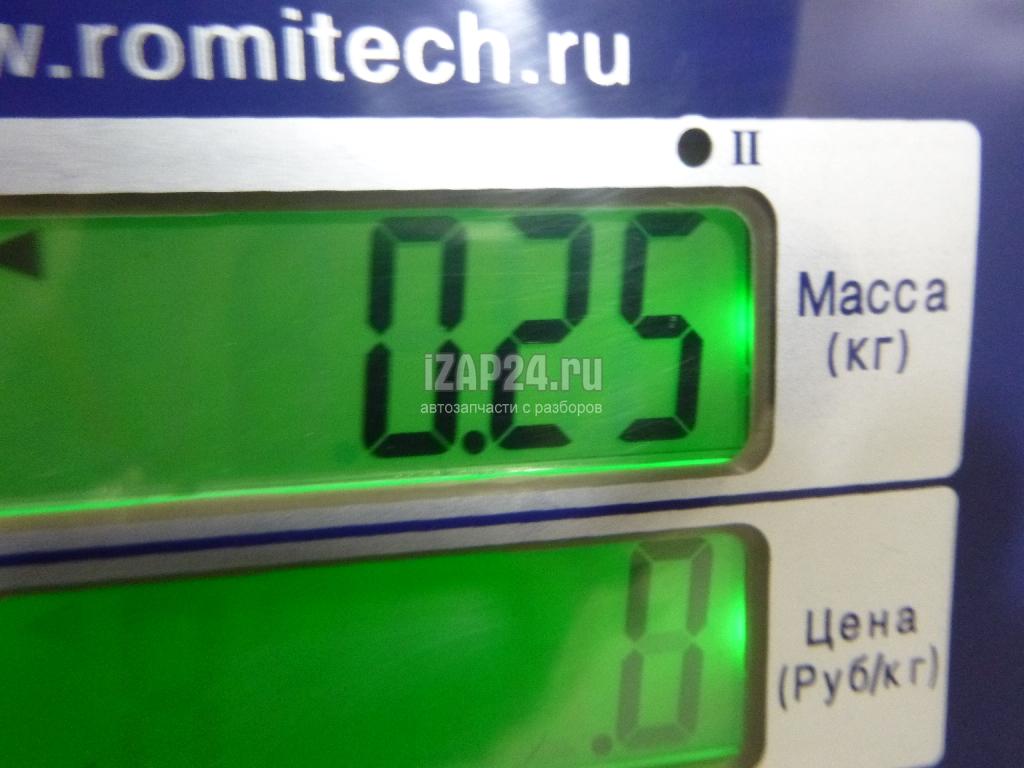 w.romitech.ru
II
0.25
Масса
(кг)
iZAP24.ru
автозапчасти с разборов
.0
Цена
(Руб/кг)